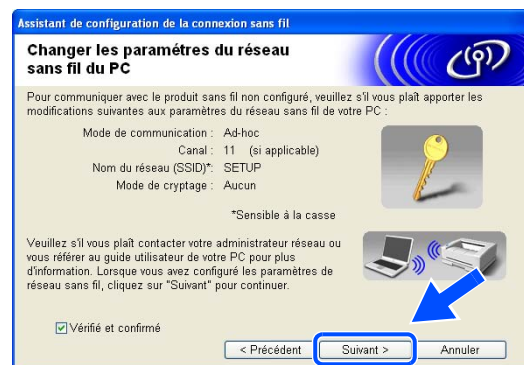 Assistant de configuration de la connexion sans fil
Changer les paramétres du réseau
sans fil du PC
Pour communiquer avec le produit sans fil non configuré, veuillez s'il vous plaît apporter les
modifications suivantes aux paramètres du réseau sans fil de votre PC :
Mode de communication : Ad-hoc
Canal : 11 (si applicable)
Nom du réseau (SSID)*: SETUP
Mode de cryptage : Aucun
*Sensible à la casse
Veuillez s'il vous plaît contacter votre administrateur réseau ou
vous référer au guide utilisateur de votre PC pour plus
d'information. Lorsque vous avez configuré les paramètres de
réseau sans fil, cliquez sur "Suivant" pour continuer.
Vérifié et confirmé
< Précédent Suivant > Annuler